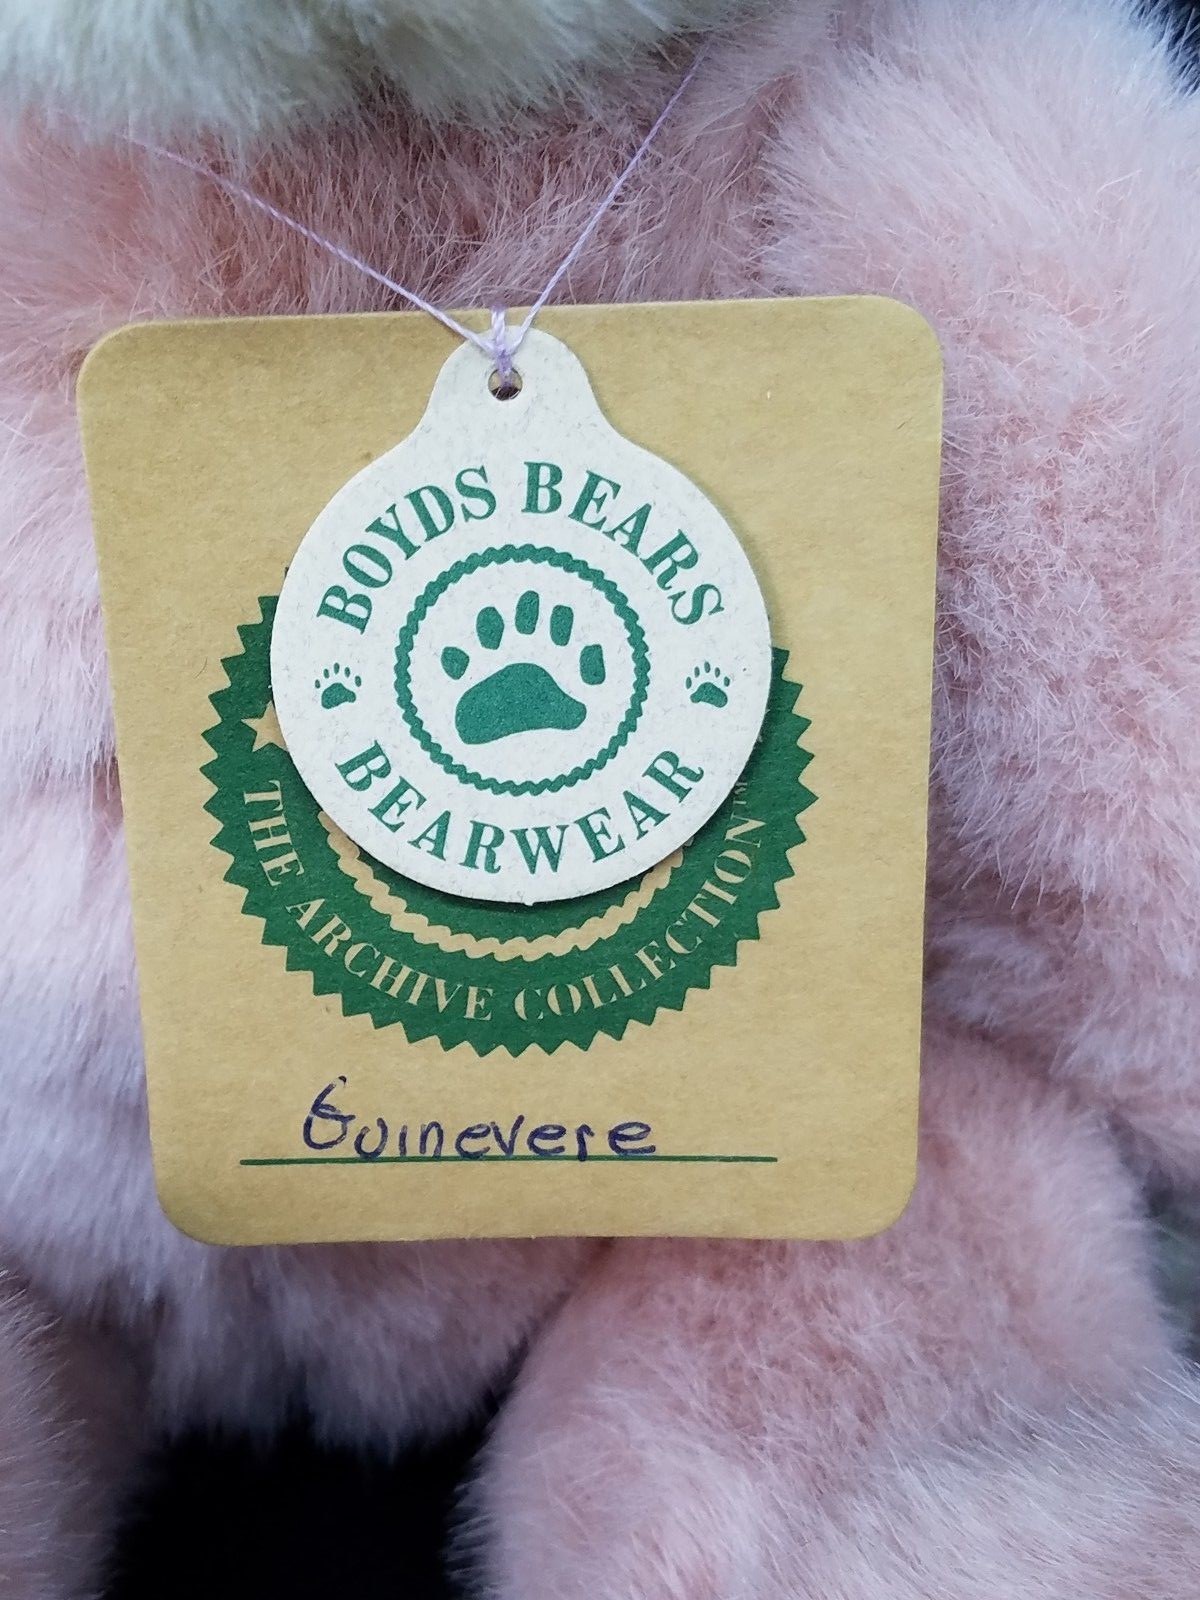 BOYDS BEARS
BEARWEAR
THE ARCHIVE COLLECTION™
Guinevere